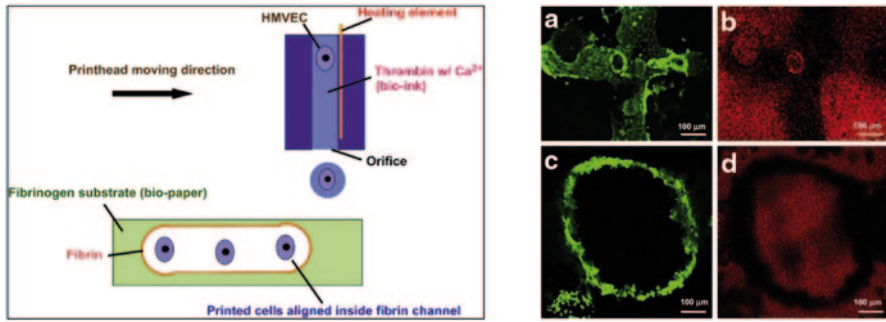 Heating element
HMVEC
Printhead moving direction
Thrombin w/ Ca²⁺
(bio-ink)
Orifice
Fibrinogen substrate (bio-paper)
Fibrin
Printed cells aligned inside fibrin channel
a
b
100 µm
100 µm
c
d
100 µm
100 µm